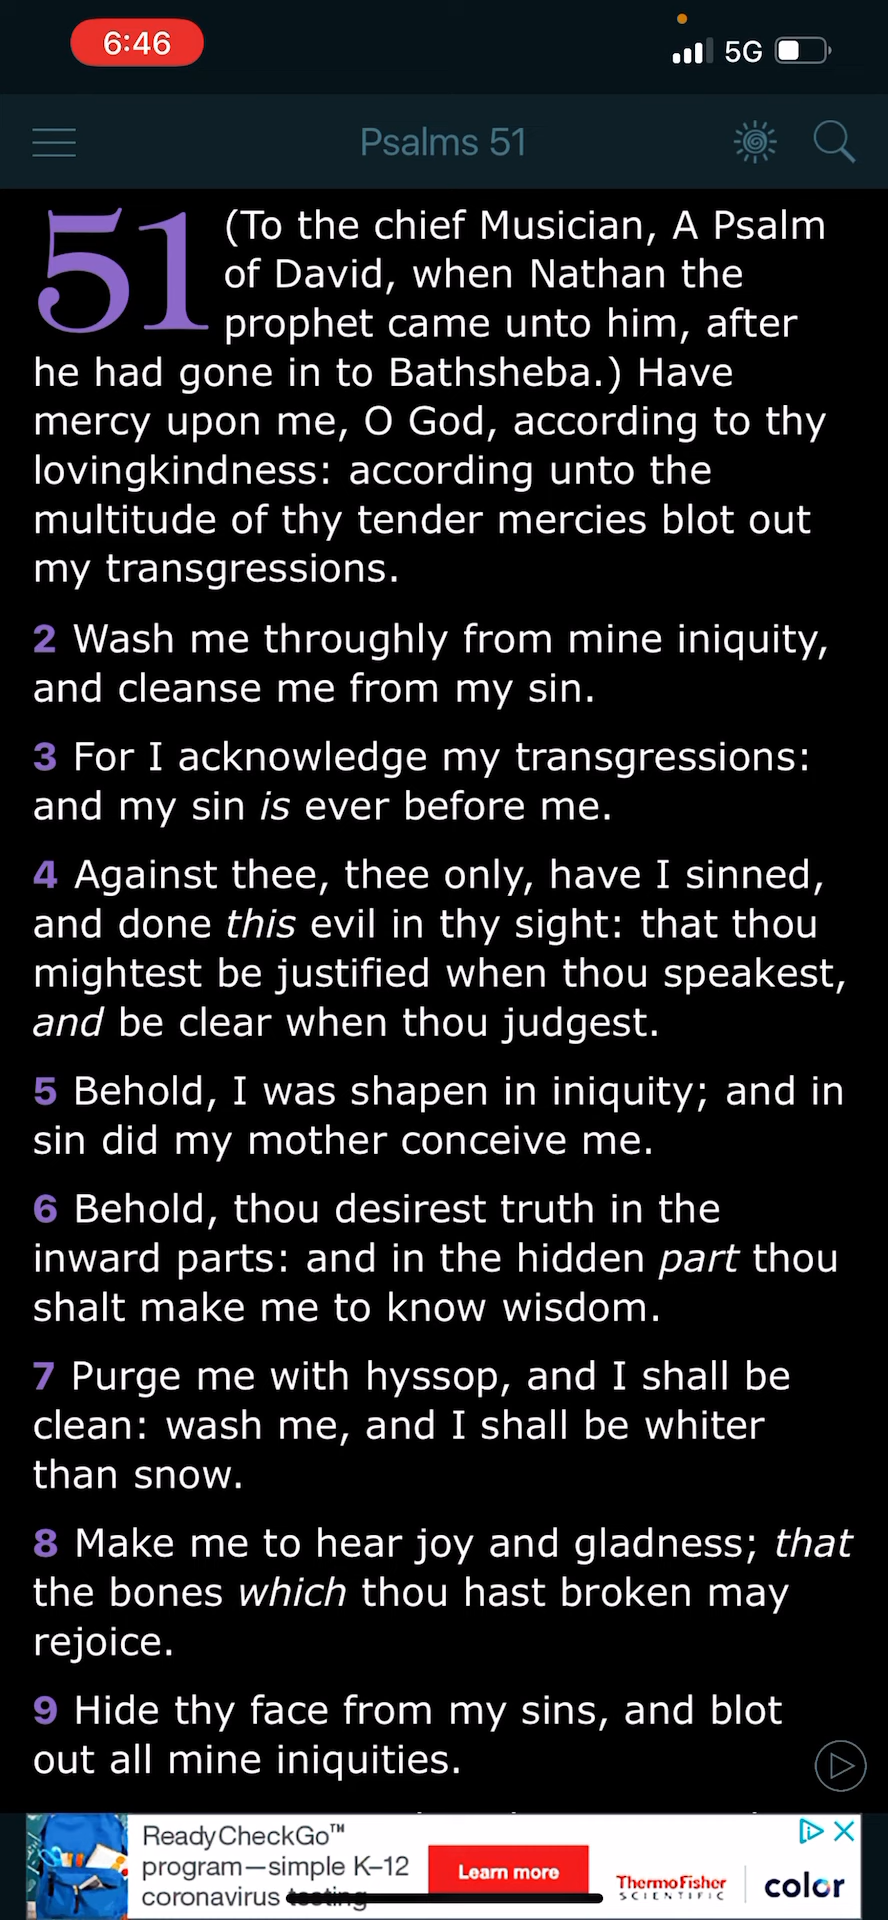 6:46
5G
Psalms 51
51 (To the chief Musician, A Psalm
of David, when Nathan the
prophet came unto him, after
he had gone in to Bathsheba.) Have
mercy upon me, O God, according to thy
lovingkindness: according unto the
multitude of thy tender mercies blot out
my transgressions.
2 Wash me throughly from mine iniquity,
and cleanse me from my sin.
3 For I acknowledge my transgressions:
and my sin is ever before me.
4 Against thee, thee only, have I sinned,
and done this evil in thy sight: that thou
mightest be justified when thou speakest,
and be clear when thou judgest.
5 Behold, I was shapen in iniquity; and in
sin did my mother conceive me.
6 Behold, thou desirest truth in the
inward parts: and in the hidden part thou
shalt make me to know wisdom.
7 Purge me with hyssop, and I shall be
clean: wash me, and I shall be whiter
than snow.
8 Make me to hear joy and gladness; that
the bones which thou hast broken may
rejoice.
9 Hide thy face from my sins, and blot
out all mine iniquities.
ReadyCheckGo™
program—simple K–12
coronavirus testing
Learn more
ThermoFisher
SCIENTIFIC
color